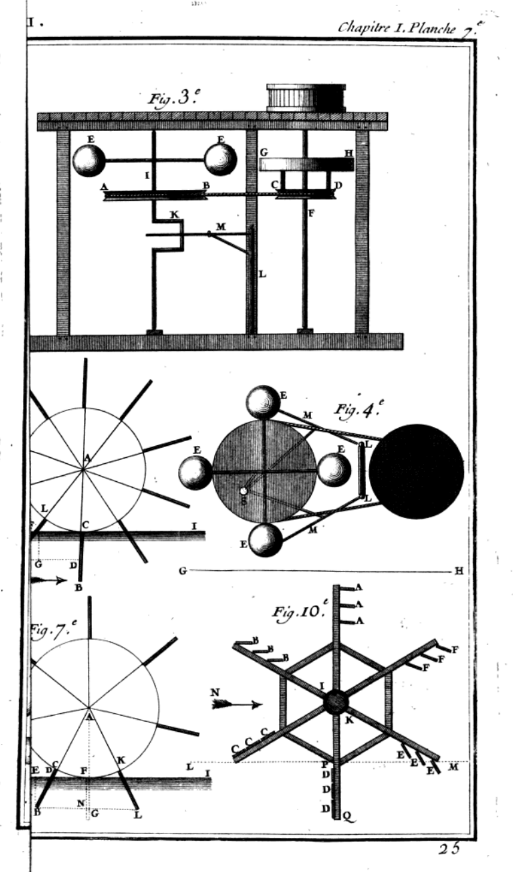 I.
Chapitre I. Planche 7.e
Fig. 3.e
E E
G H
I
A B C D
K F
M
L
Fig. 4.e
E M
L
E E
A
L
M
E
L
F C I
G D
B
G H
Fig. 7.e
Fig. 10.e
A
A
A
B
B
B
F
F
F
I
N
K
A
C C C
K
E D C F I
L P E E E M
D
D
D
N
B G L
Q
25